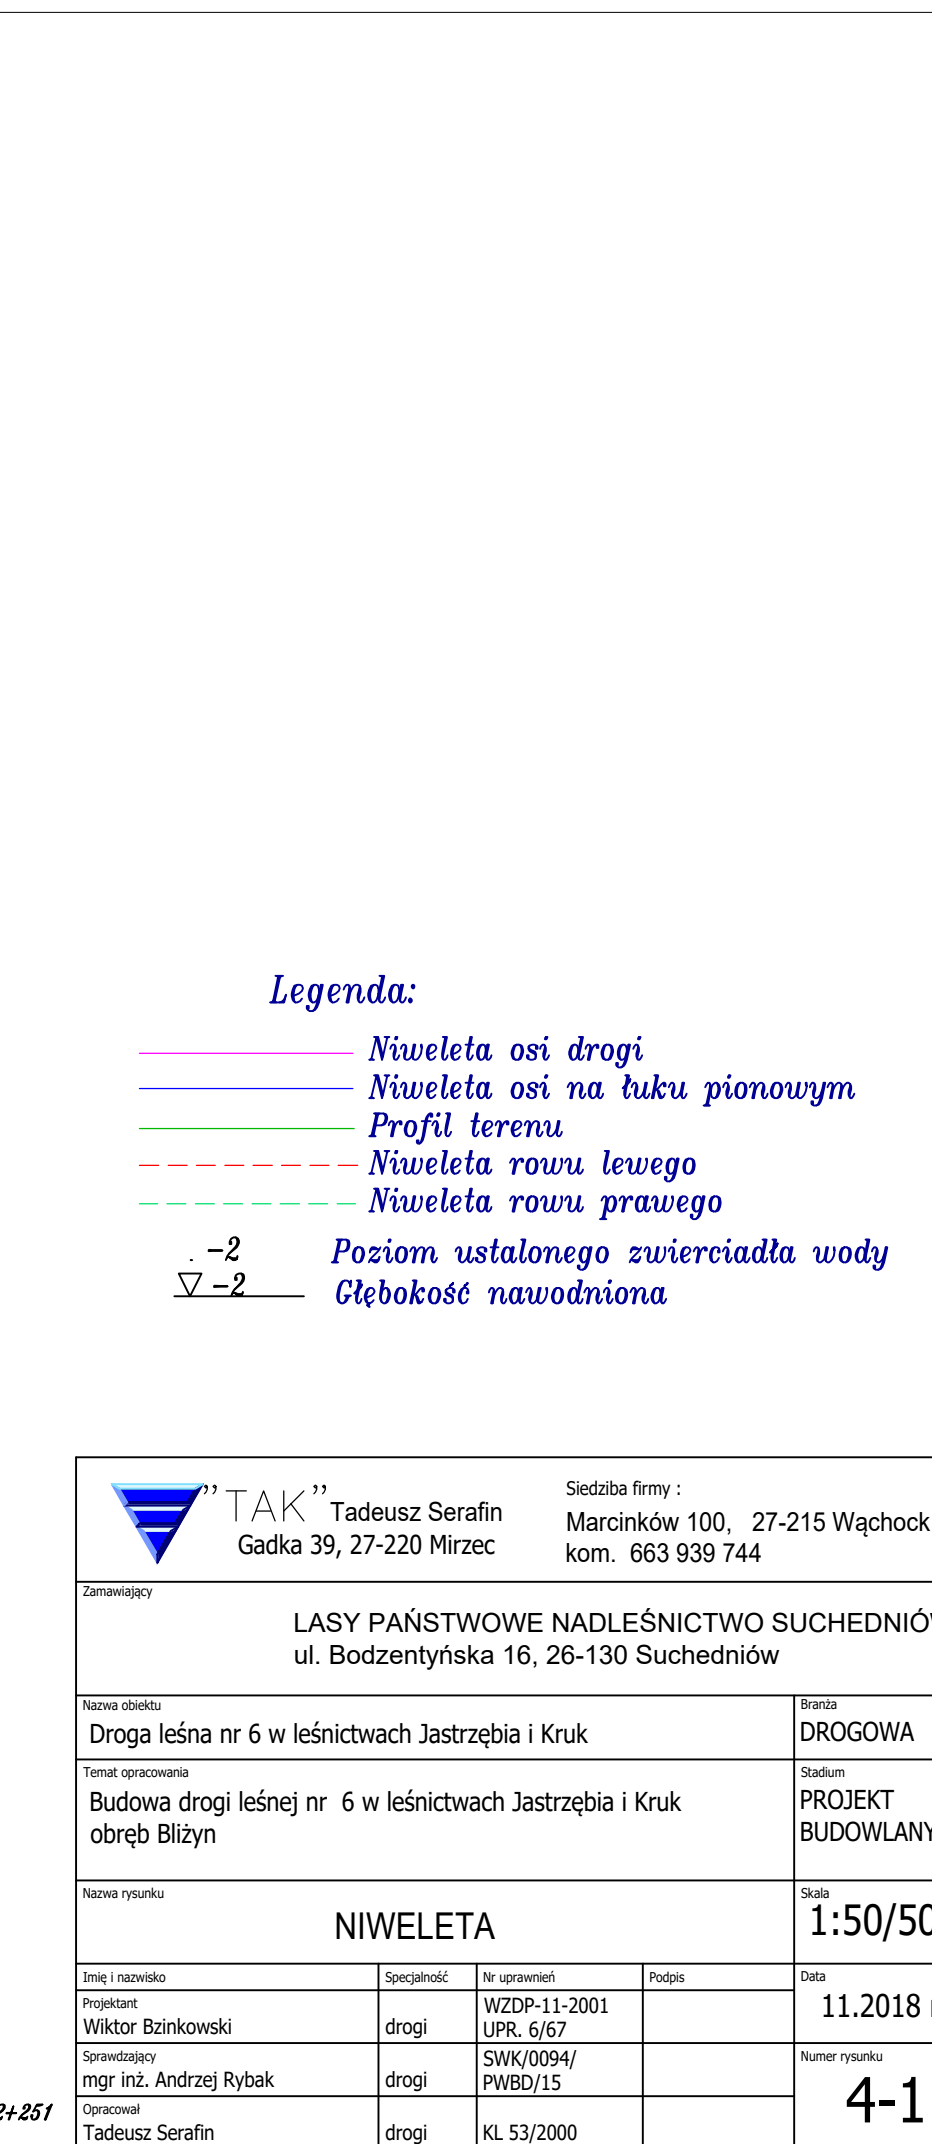 Legenda:
Niweleta osi drogi
Niweleta osi na łuku pionowym
Profil terenu
Niweleta rowu lewego
Niweleta rowu prawego
. -2 Poziom ustalonego zwierciadła wody
▽ -2 Głębokość nawodniona
"TAK" Tadeusz Serafin
Gadka 39, 27-220 Mirzec
Siedziba firmy :
Marcinków 100, 27-215 Wąchock
kom. 663 939 744
Zamawiający
LASY PAŃSTWOWE NADLEŚNICTWO
ul. Bodzentyńska 16, 26-130 Suchedniów
Nazwa obiektu
Droga leśna nr 6 w leśnictwach Jastrzębia i Kruk
Branża
DROGOWA
Temat opracowania
Budowa drogi leśnej nr 6 w leśnictwach Jastrzębia i Kruk
obręb Bliżyn
Stadium
PROJEKT
BUDOWLANY
Nazwa rysunku
NIWELETA
Skala
1:50/50
Imię i nazwisko Specjalność Nr uprawnień Podpis
Data
11.2018
Projektant
Wiktor Bzinkowski drogi WZDP-11-2001
UPR. 6/67
Sprawdzający
mgr inż. Andrzej Rybak drogi SWK/0094/
PWBD/15
Numer rysunku
4-1
Opracował
Tadeusz Serafin drogi KL 53/2000
+251